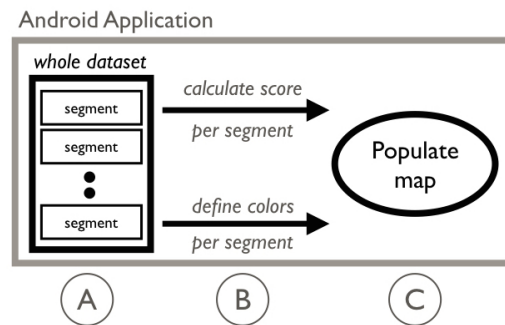 Android Application
whole dataset
segment
segment
segment
calculate score
per segment
define colors
per segment
Populate
map
A
B
C